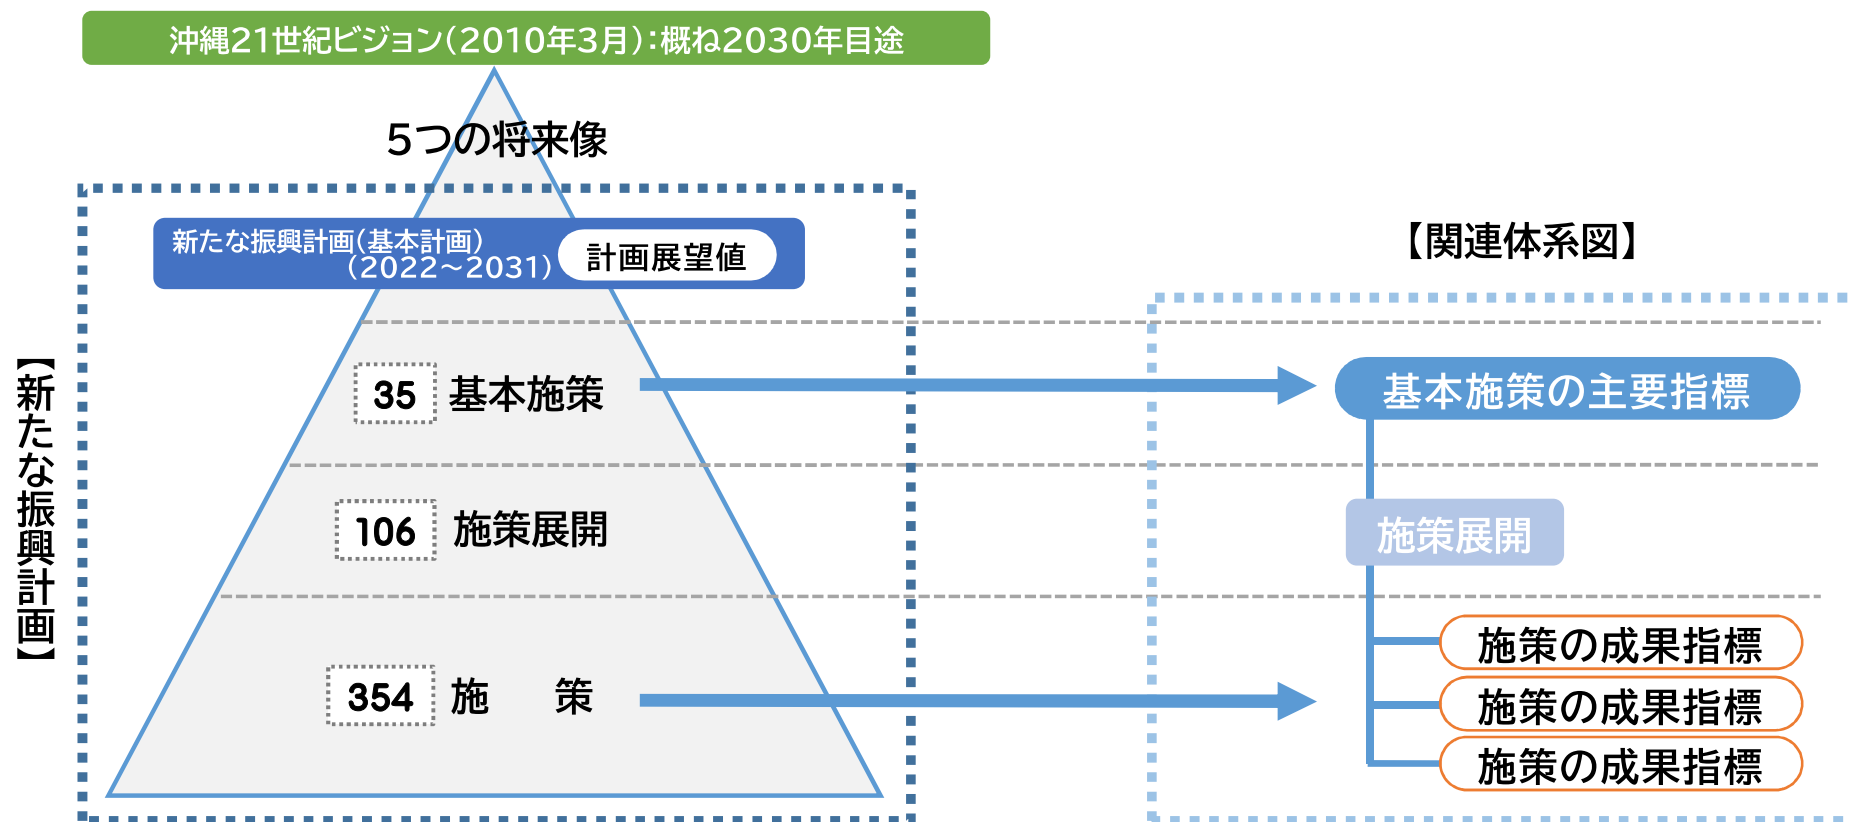 沖縄21世紀ビジョン(2010年3月):概ね2030年目途
5つの将来像
【新たな振興計画】
新たな振興計画(基本計画)
(2022~2031)
計画展望値
35 基本施策
106 施策展開
354 施 策
【関連体系図】
基本施策の主要指標
施策展開
施策の成果指標
施策の成果指標
施策の成果指標